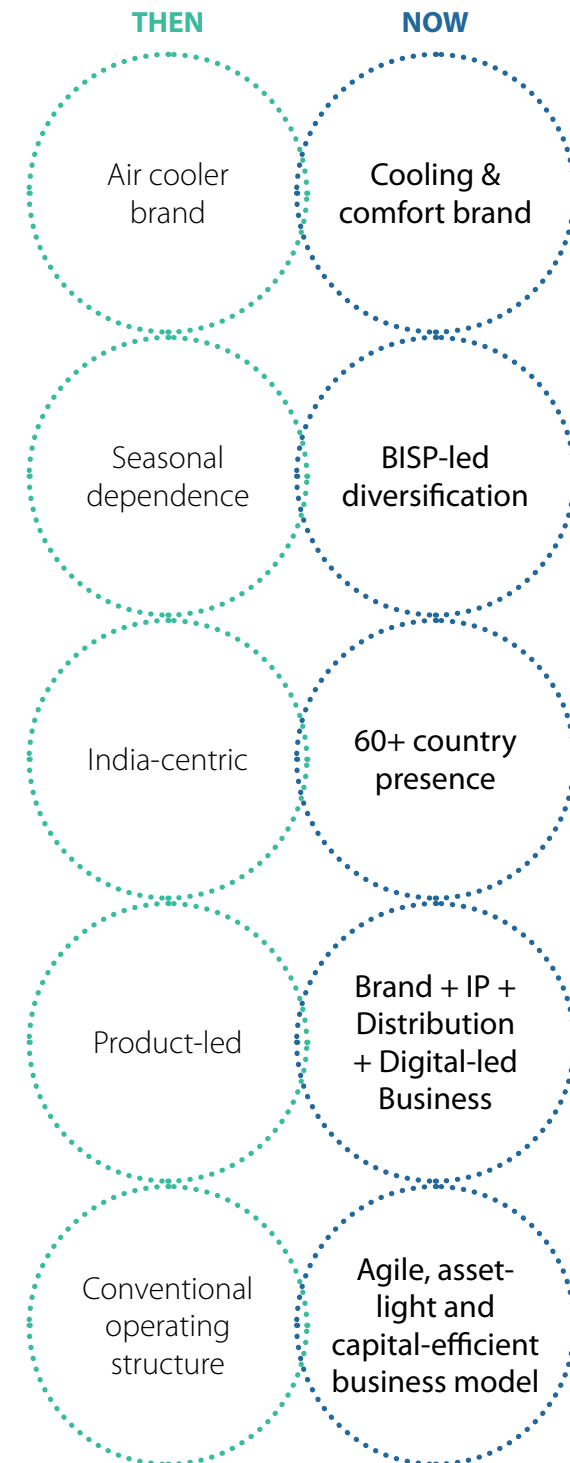 THEN
NOW
Air cooler
brand
Cooling &
comfort brand
Seasonal
dependence
BISP-led
diversification
India-centric
60+ country
presence
Product-led
Brand + IP +
Distribution
+ Digital-led
Business
Conventional
operating
structure
Agile, asset-
light and
capital-efficient
business model